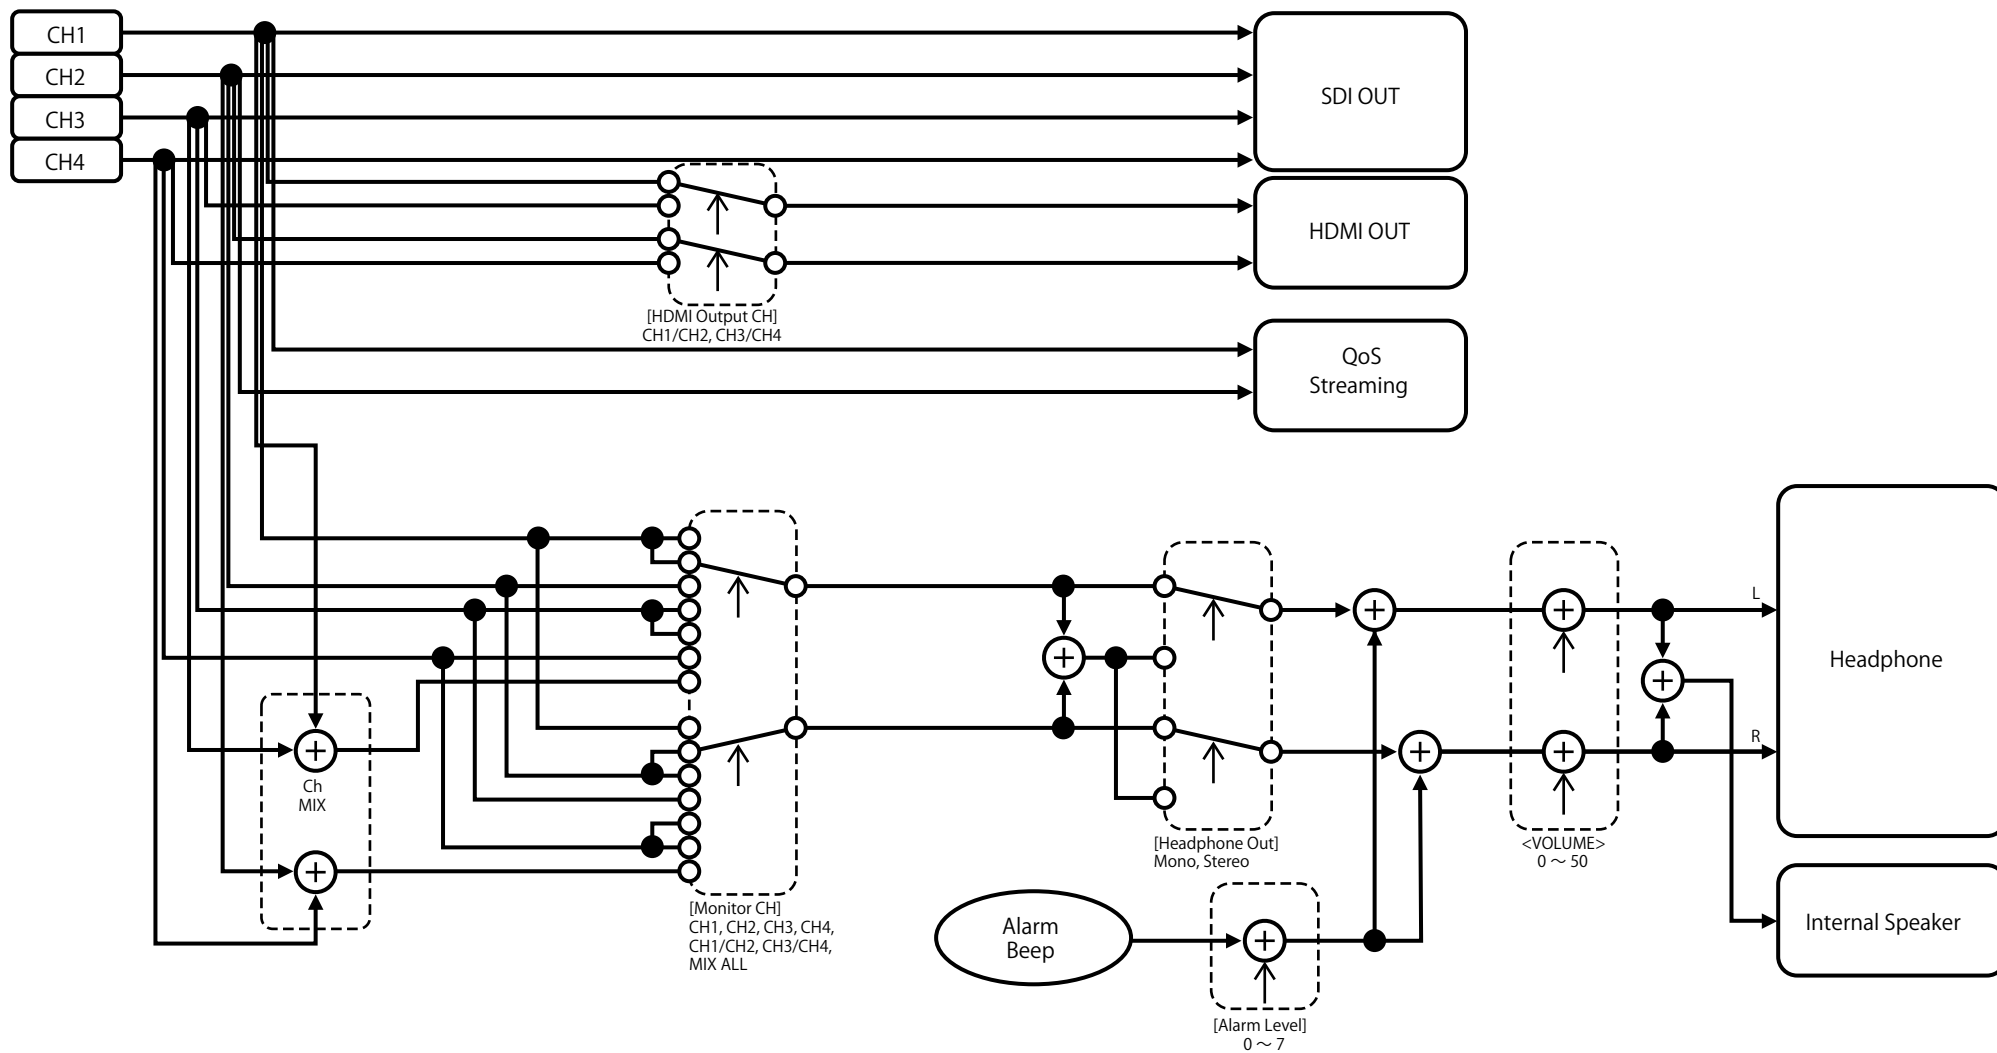 CH1
CH2
CH3
CH4
SDI OUT
HDMI OUT
[HDMI Output CH]
CH1/CH2, CH3/CH4
QoS
Streaming
Ch
MIX
[Monitor CH]
CH1, CH2, CH3, CH4,
CH1/CH2, CH3/CH4,
MIX ALL
[Headphone Out]
Mono, Stereo
Alarm
Beep
[Alarm Level]
0 ~ 7
<VOLUME>
0 ~ 50
L
R
Headphone
Internal Speaker